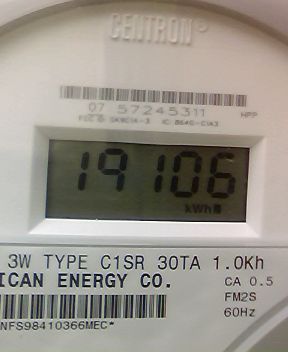 CENTRON®
07 57245311 HPP
19106
kWh
3W TYPE C1SR 30TA 1.0Kh
ICAN ENERGY CO. CA 0.5
FM2S
NFS98410366MEC* 60Hz